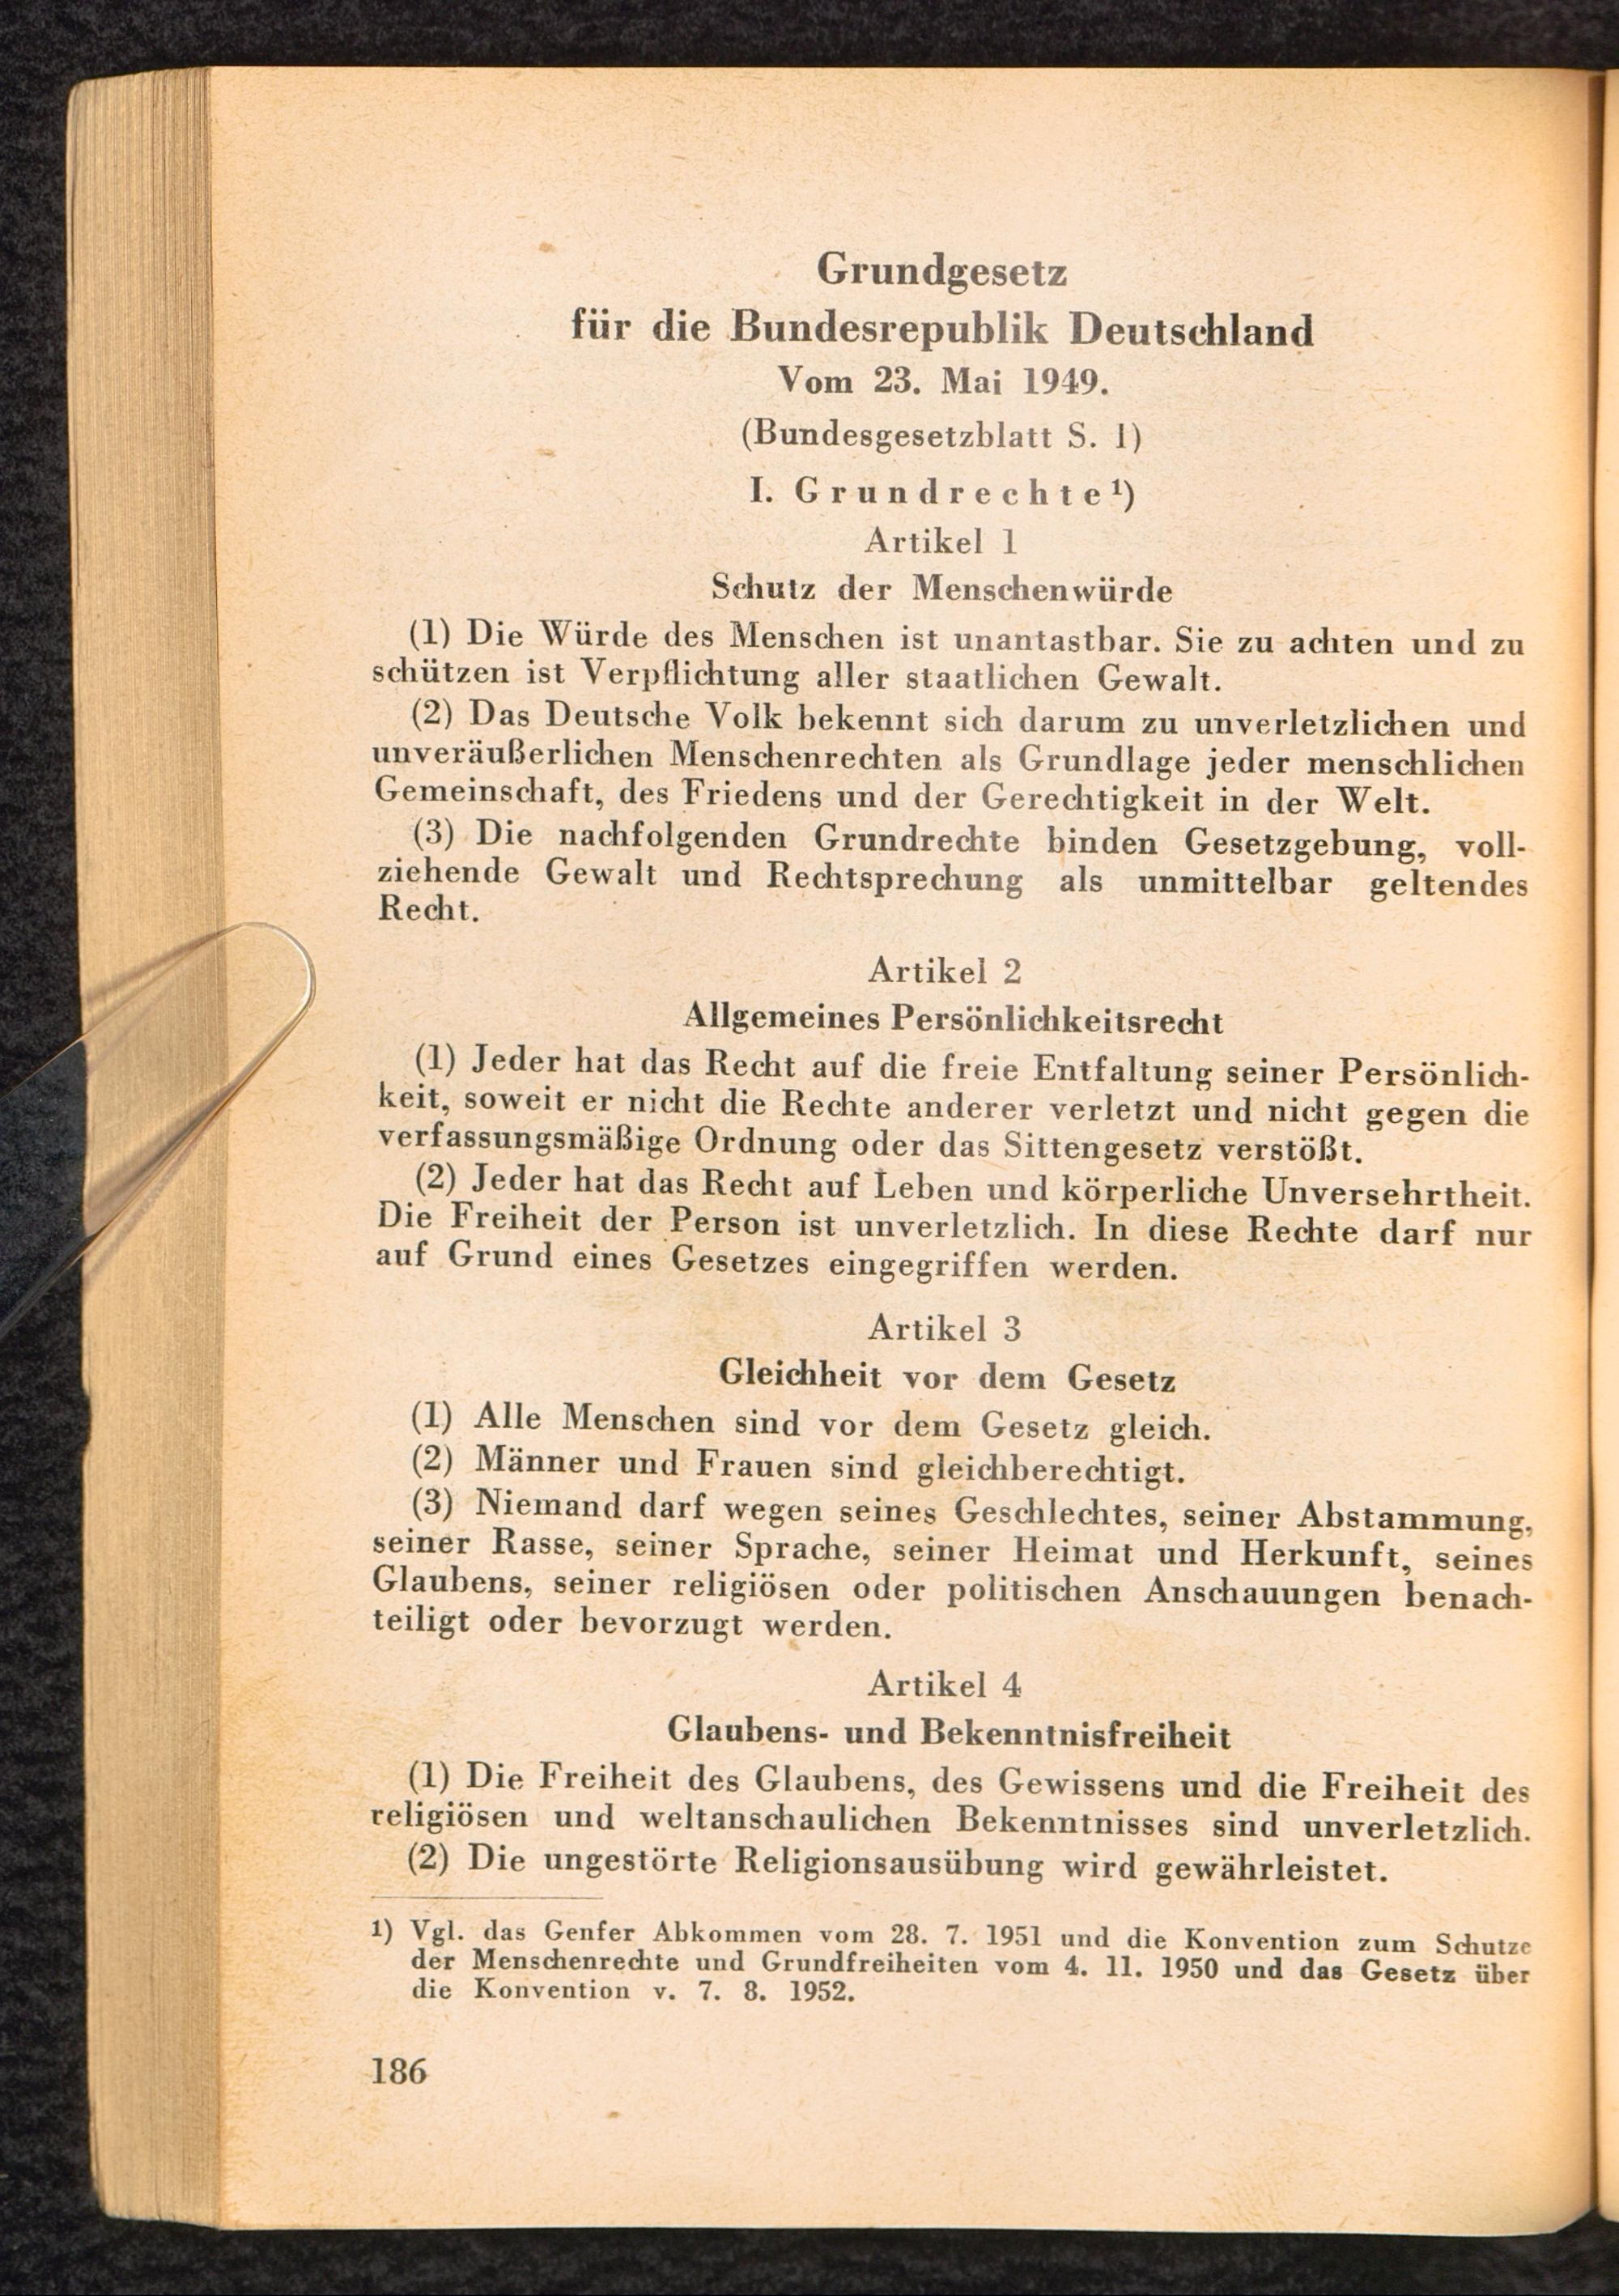 Grundgesetz
für die Bundesrepublik Deutschland
Vom 23. Mai 1949.
(Bundesgesetzblatt S. 1)
I. Grundrechte¹)
Artikel 1
Schutz der Menschenwürde
(1) Die Würde des Menschen ist unantastbar. Sie zu achten und zu
schützen ist Verpflichtung aller staatlichen Gewalt.
(2) Das Deutsche Volk bekennt sich darum zu unverletzlichen und
unveräußerlichen Menschenrechten als Grundlage jeder menschlichen
Gemeinschaft, des Friedens und der Gerechtigkeit in der Welt.
(3) Die nachfolgenden Grundrechte binden Gesetzgebung, voll-
ziehende Gewalt und Rechtsprechung als unmittelbar geltendes
Recht.
Artikel 2
Allgemeines Persönlichkeitsrecht
(1) Jeder hat das Recht auf die freie Entfaltung seiner Persönlich-
keit, soweit er nicht die Rechte anderer verletzt und nicht gegen die
verfassungsmäßige Ordnung oder das Sittengesetz verstößt.
(2) Jeder hat das Recht auf Leben und körperliche Unversehrtheit.
Die Freiheit der Person ist unverletzlich. In diese Rechte darf nur
auf Grund eines Gesetzes eingegriffen werden.
Artikel 3
Gleichheit vor dem Gesetz
(1) Alle Menschen sind vor dem Gesetz gleich.
(2) Männer und Frauen sind gleichberechtigt.
(3) Niemand darf wegen seines Geschlechtes, seiner Abstammung,
seiner Rasse, seiner Sprache, seiner Heimat und Herkunft, seines
Glaubens, seiner religiösen oder politischen Anschauungen benach-
teiligt oder bevorzugt werden.
Artikel 4
Glaubens- und Bekenntnisfreiheit
(1) Die Freiheit des Glaubens, des Gewissens und die Freiheit des
religiösen und weltanschaulichen Bekenntnisses sind unverletzlich.
(2) Die ungestörte Religionsausübung wird gewährleistet.
1) Vgl. das Genfer Abkommen vom 28. 7. 1951 und die Konvention zum Schutze
der Menschenrechte und Grundfreiheiten vom 4. 11. 1950 und das Gesetz über
die Konvention v. 7. 8. 1952.
186